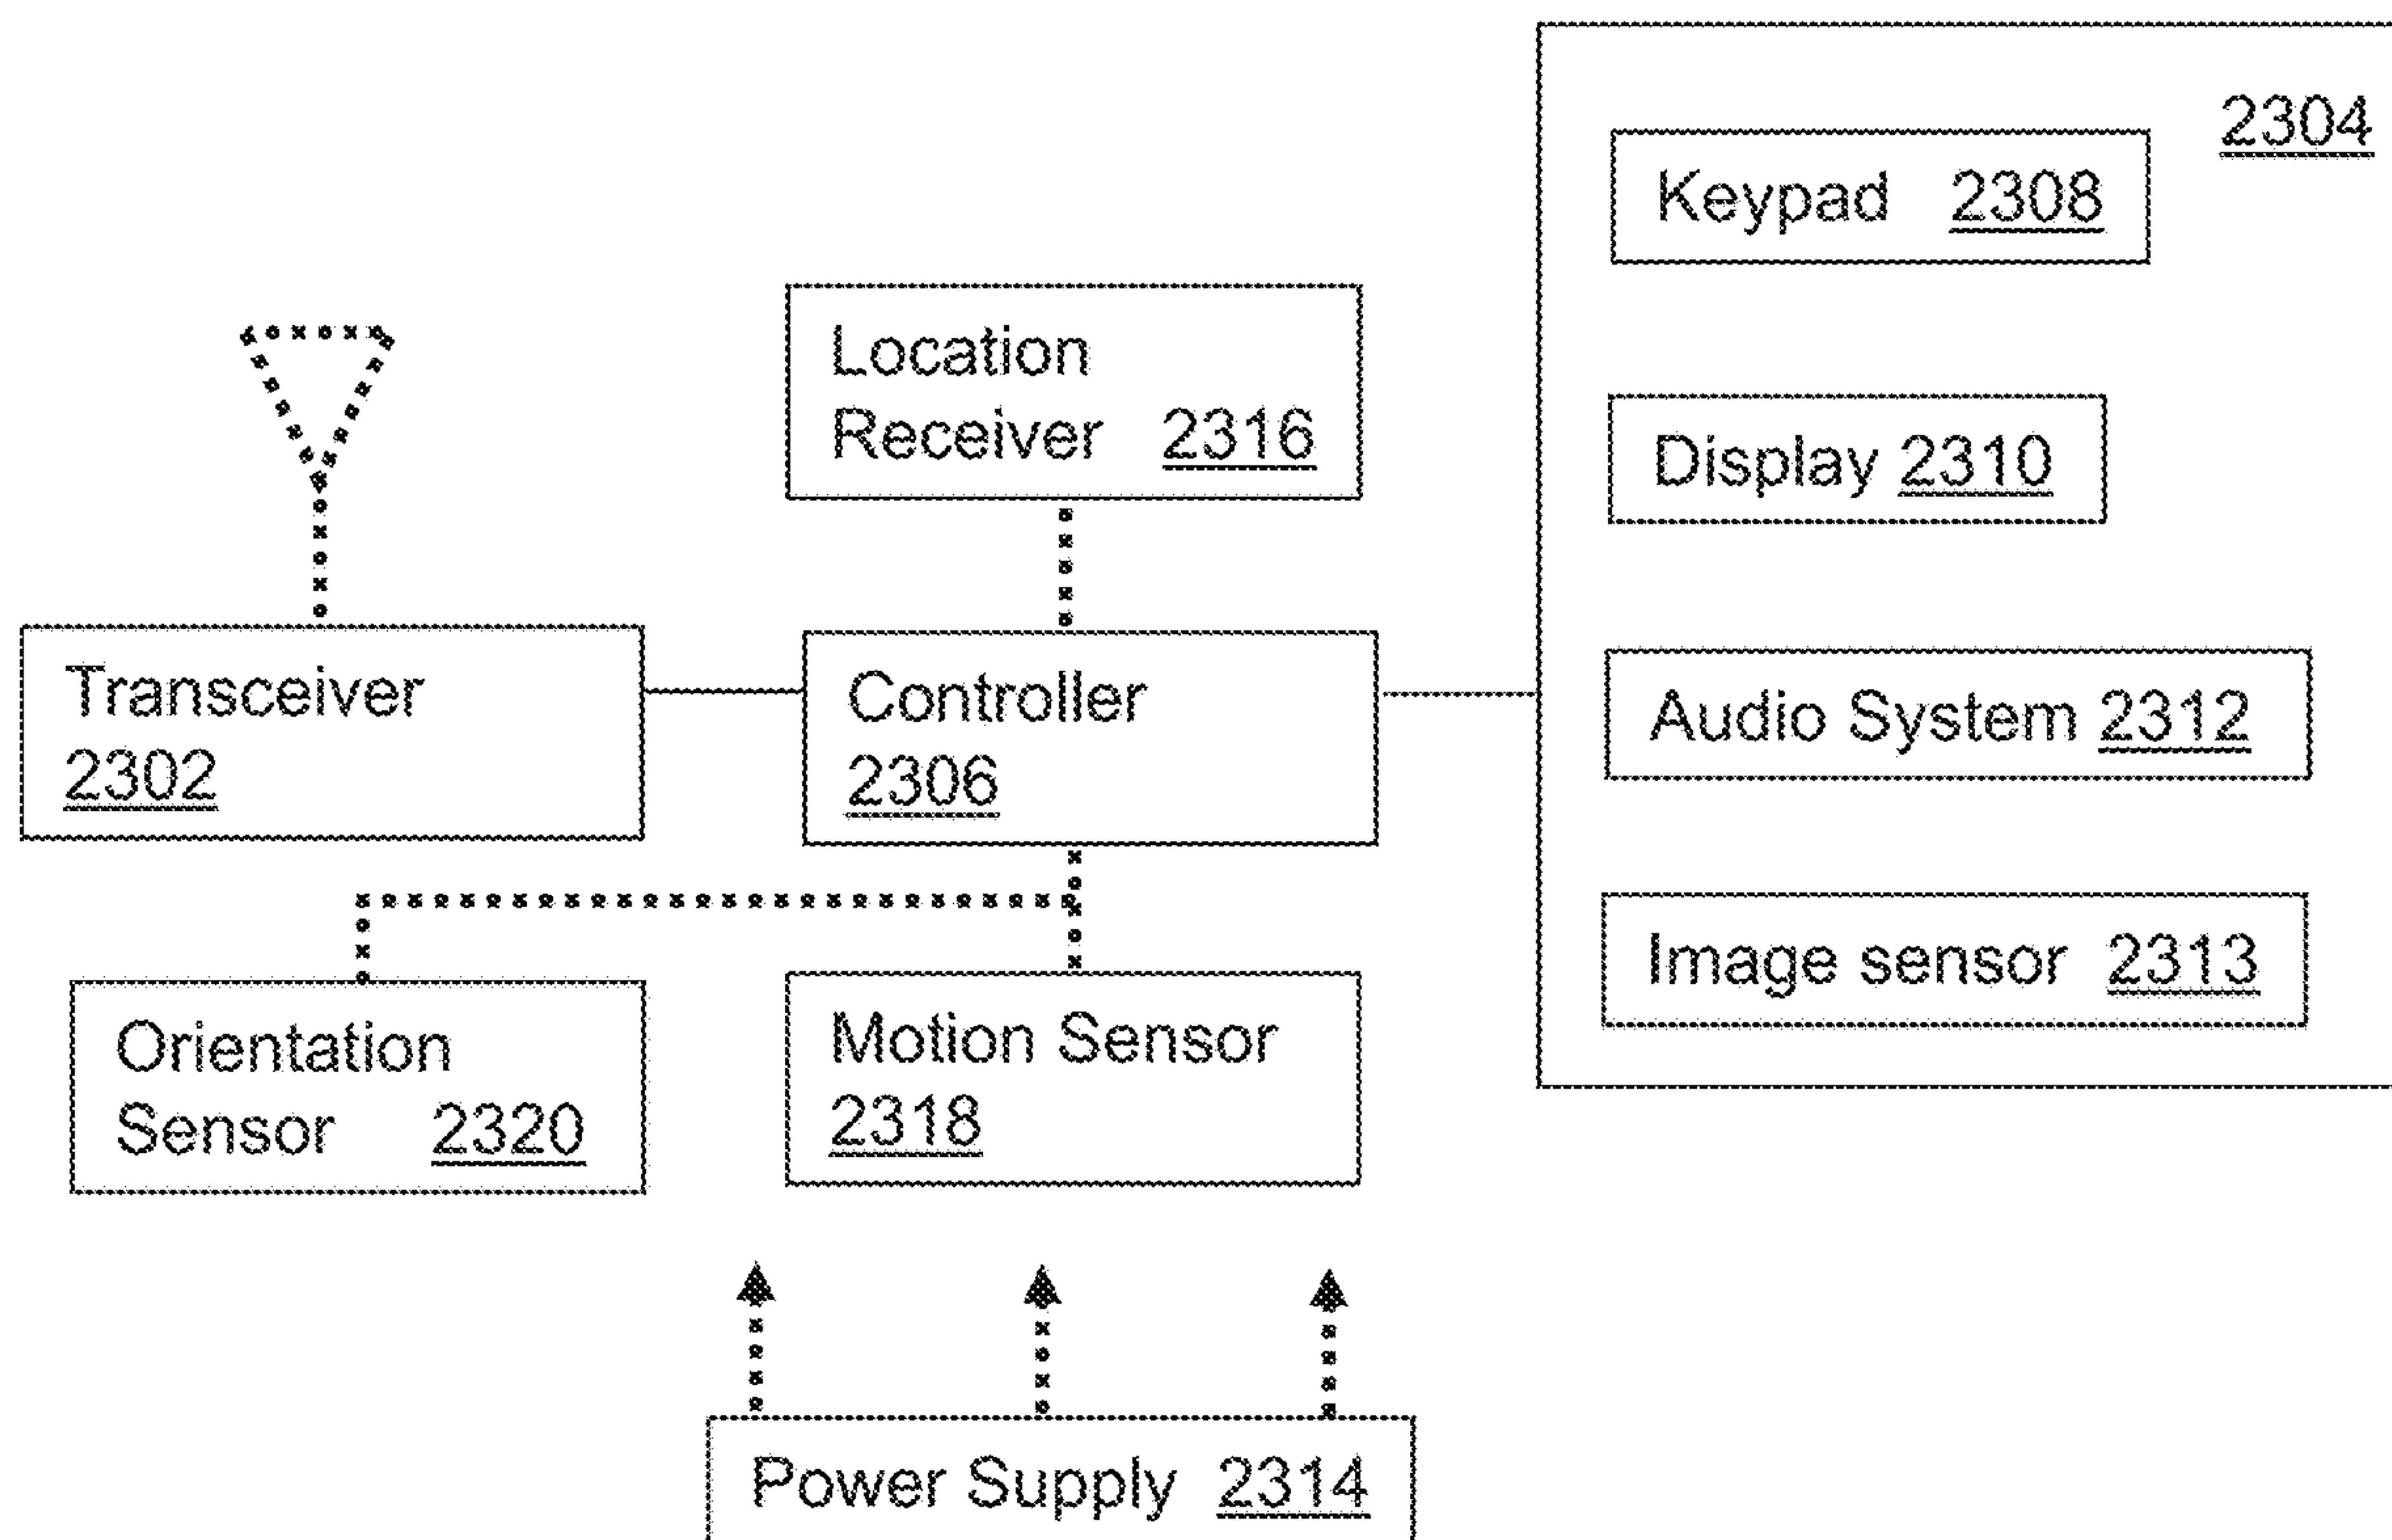 2304
Keypad 2308
Location
Receiver 2316
Display 2310
Transceiver
2302
Controller
2306
Audio System 2312
Image sensor 2313
Orientation
Sensor 2320
Motion Sensor
2318
Power Supply 2314